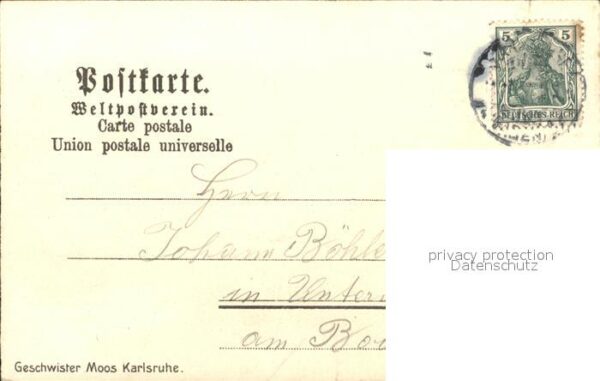 5 5
DEUTSCHES REICH
Postkarte.
Weltpostverein.
Carte postale
Union postale universelle
Herrn
Johann Böhle
privacy protection
Datenschutz
in Unter
am Bo
Geschwister Moos Karlsruhe.